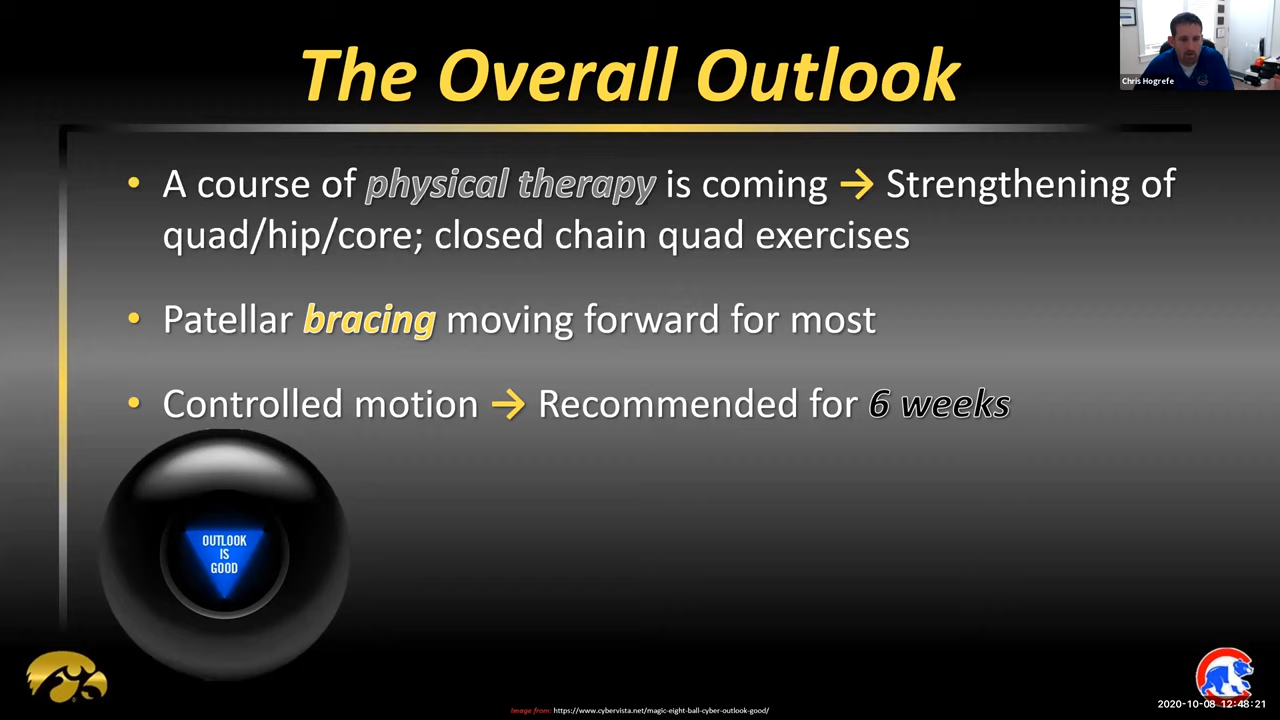 The Overall Outlook
Chris Hogrefe
• A course of physical therapy is coming → Strengthening of
quad/hip/core; closed chain quad exercises
• Patellar bracing moving forward for most
• Controlled motion → Recommended for 6 weeks
OUTLOOK
IS
GOOD
Image from: https://www.cybervista.net/magic-eight-ball-cyber-outlook-good/
2020-10-08 12:48:21